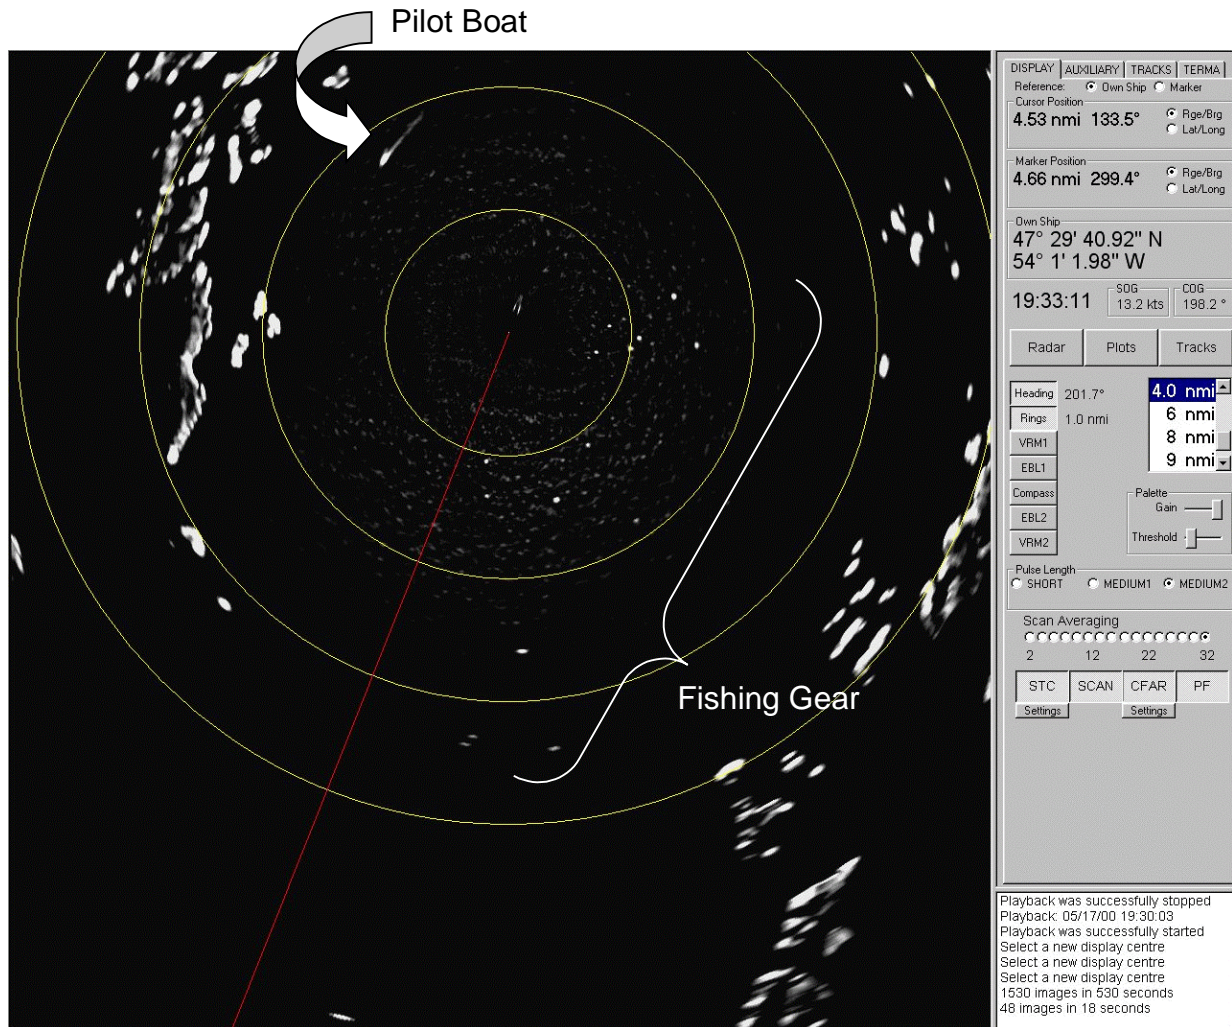 Pilot Boat
Fishing Gear
DISPLAY AUXILIARY TRACKS TERMA
Reference: Own Ship Marker
Cursor Position
4.53 nmi 133.5° Rge/Brg
Lat/Long
Marker Position
4.66 nmi 299.4° Rge/Brg
Lat/Long
Own Ship
47° 29' 40.92" N
54° 1' 1.98" W
19:33:11 SOG 13.2 kts COG 198.2 °
Radar Plots Tracks
Heading 201.7° 4.0 nmi
Rings 1.0 nmi 6 nmi
VRM1 8 nmi
EBL1 9 nmi
Compass Palette
EBL2 Gain
VRM2 Threshold
Pulse Length
SHORT MEDIUM1 MEDIUM2
Scan Averaging
2 12 22 32
STC SCAN CFAR PF
Settings Settings
Playback was successfully stopped
Playback: 05/17/00 19:30:03
Playback was successfully started
Select a new display centre
Select a new display centre
Select a new display centre
1530 images in 530 seconds
48 images in 18 seconds